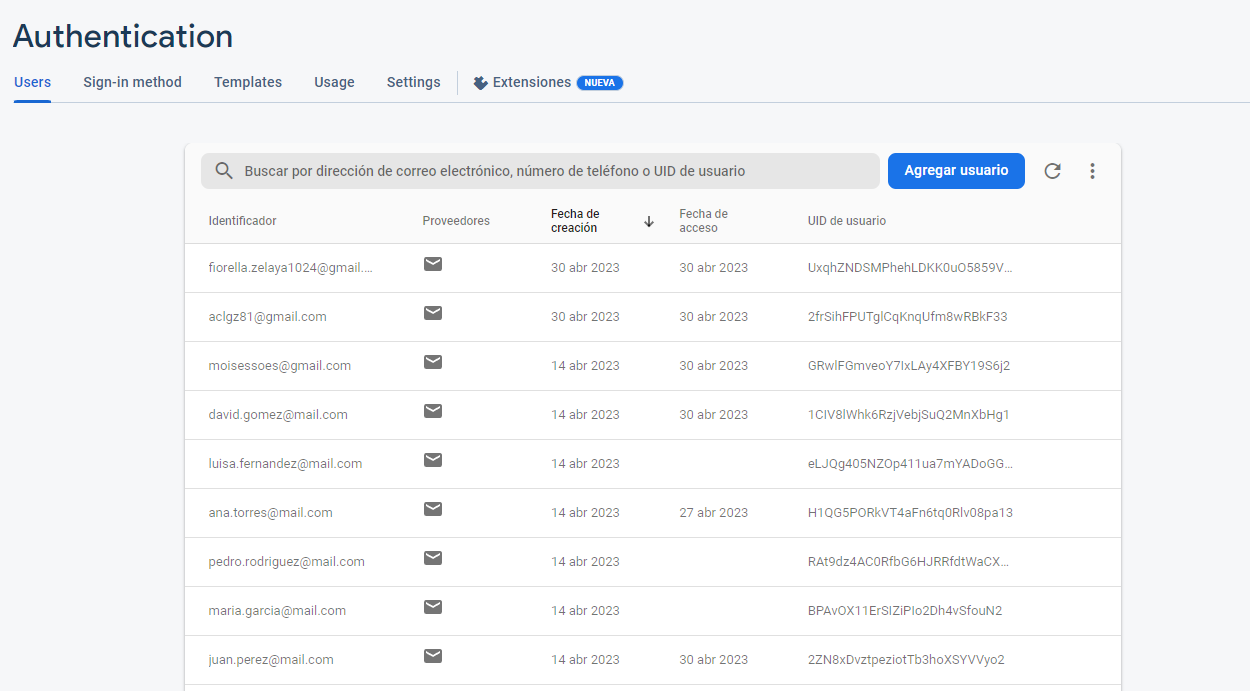 Authentication
Users Sign-in method Templates Usage Settings Extensiones NUEVA
Buscar por dirección de correo electrónico, número de teléfono o UID de usuario Agregar usuario
Identificador Proveedores Fecha de creación Fecha de acceso UID de usuario
fiorella.zelaya1024@gmail.... 30 abr 2023 30 abr 2023 UxqhZNDSMPhehLDKK0uO5859V...
aclgz81@gmail.com 30 abr 2023 30 abr 2023 2frSihFPUTglCqKnqUfm8wRBkF33
moisessoes@gmail.com 14 abr 2023 30 abr 2023 GRwlFGmveoY7IxLAy4XFBY19S6j2
david.gomez@mail.com 14 abr 2023 30 abr 2023 1CIV8lWhk6RzjVebjSuQ2MnXbHg1
luisa.fernandez@mail.com 14 abr 2023 eLJQg405NZOp411ua7mYADoGG...
ana.torres@mail.com 14 abr 2023 27 abr 2023 H1QG5PORkVT4aFn6tq0Rlv08pa13
pedro.rodriguez@mail.com 14 abr 2023 RAt9dz4AC0RfbG6HJRRfdtWaCX...
maria.garcia@mail.com 14 abr 2023 BPAvOX11ErSIZiPIo2Dh4vSfouN2
juan.perez@mail.com 14 abr 2023 30 abr 2023 2ZN8xDvztpeziotTb3hoXSYVVyo2